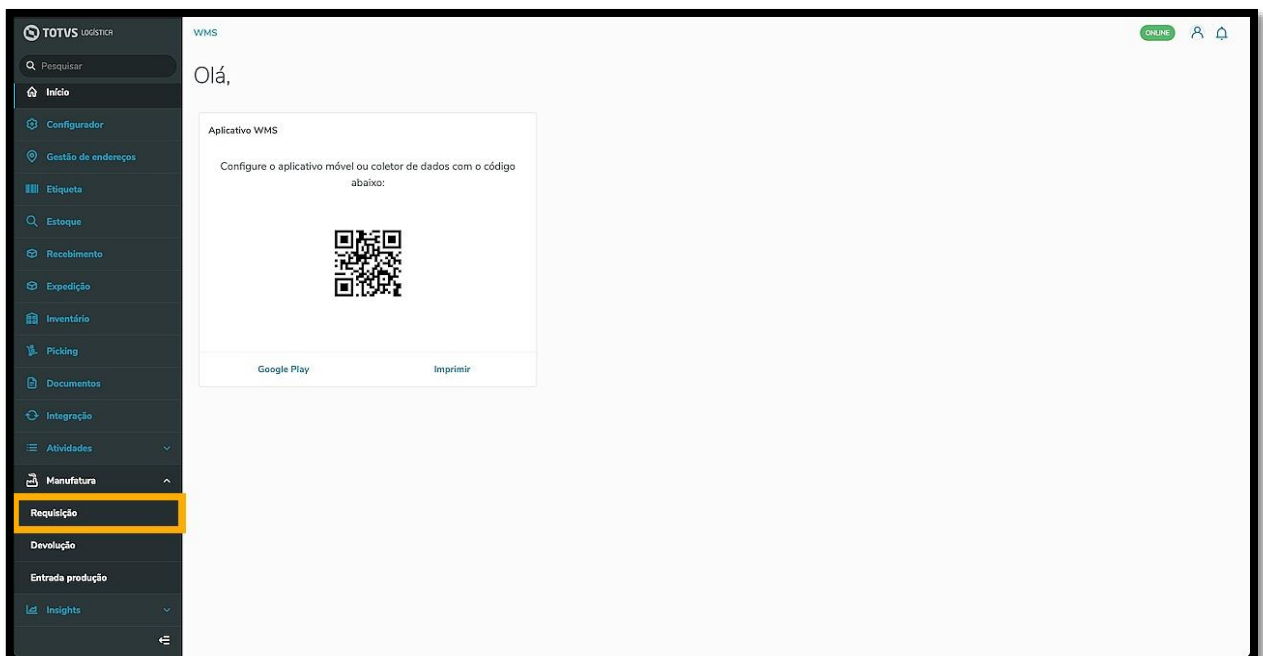 TOTVS LOGÍSTICA
Pesquisar
Início
Configurador
Gestão de endereços
Etiqueta
Estoque
Recebimento
Expedição
Inventário
Picking
Documentos
Integração
Atividades
Manufatura
Requisição
Devolução
Entrada produção
Insights
WMS
ONLINE
Olá,
Aplicativo WMS
Configure o aplicativo móvel ou coletor de dados com o código
abaixo:
Google Play
Imprimir